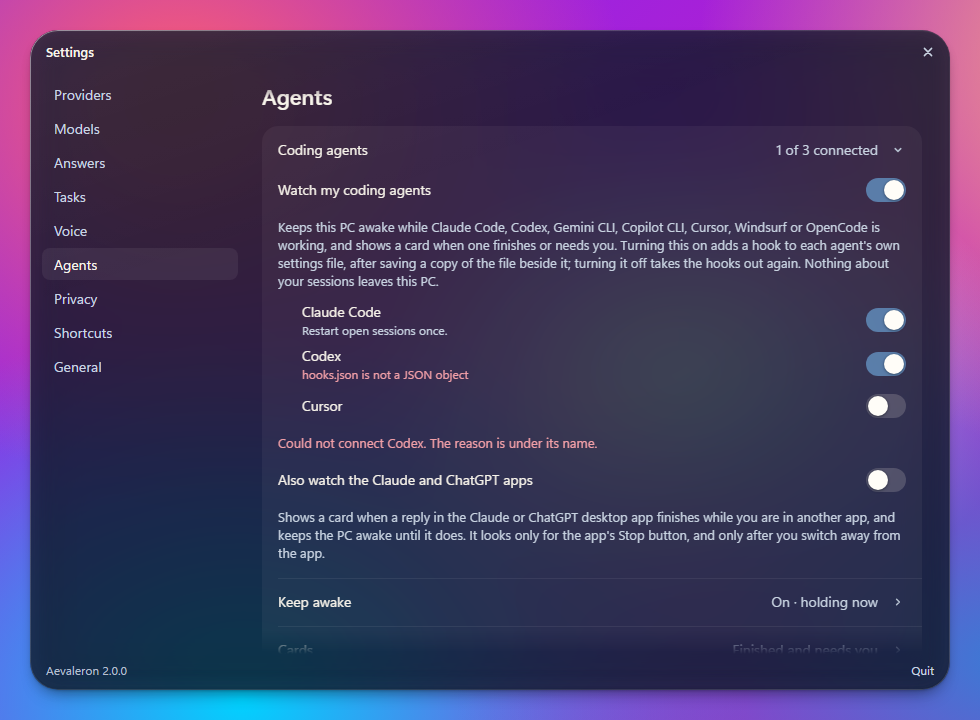 Settings
Providers
Models
Answers
Tasks
Voice
Agents
Privacy
Shortcuts
General
Agents
Coding agents 1 of 3 connected
Watch my coding agents
Keeps this PC awake while Claude Code, Codex, Gemini CLI, Copilot CLI, Cursor, Windsurf or OpenCode is
working, and shows a card when one finishes or needs you. Turning this on adds a hook to each agent's own
settings file, after saving a copy of the file beside it; turning it off takes the hooks out again. Nothing about
your sessions leaves this PC.
Claude Code
Restart open sessions once.
Codex
hooks.json is not a JSON object
Cursor
Could not connect Codex. The reason is under its name.
Also watch the Claude and ChatGPT apps
Shows a card when a reply in the Claude or ChatGPT desktop app finishes while you are in another app, and
keeps the PC awake until it does. It looks only for the app's Stop button, and only after you switch away from
the app.
Keep awake On · holding now
Cards Finished and needs you
Aevaleron 2.0.0
Quit